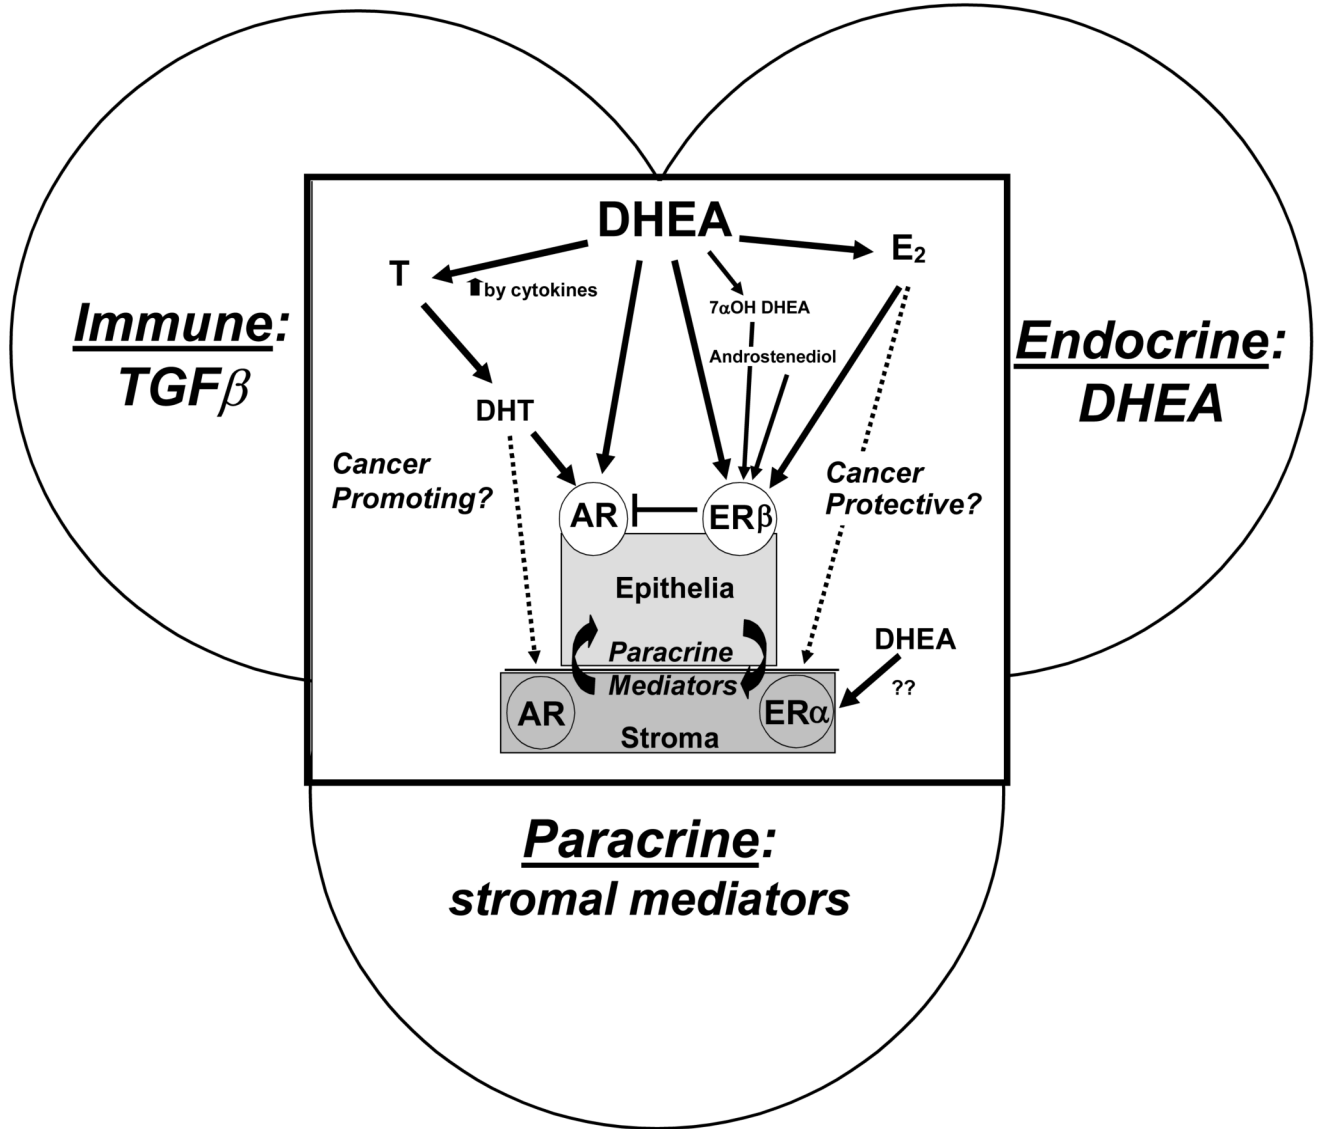 DHEA
T
E₂
⬆by cytokines
7αOH DHEA
Androstenediol
Immune:
TGFβ
Endocrine:
DHEA
DHT
Cancer
Promoting?
Cancer
Protective?
AR
ERβ
Epithelia
Paracrine
Mediators
DHEA
??
AR
ERα
Stroma
Paracrine:
stromal mediators